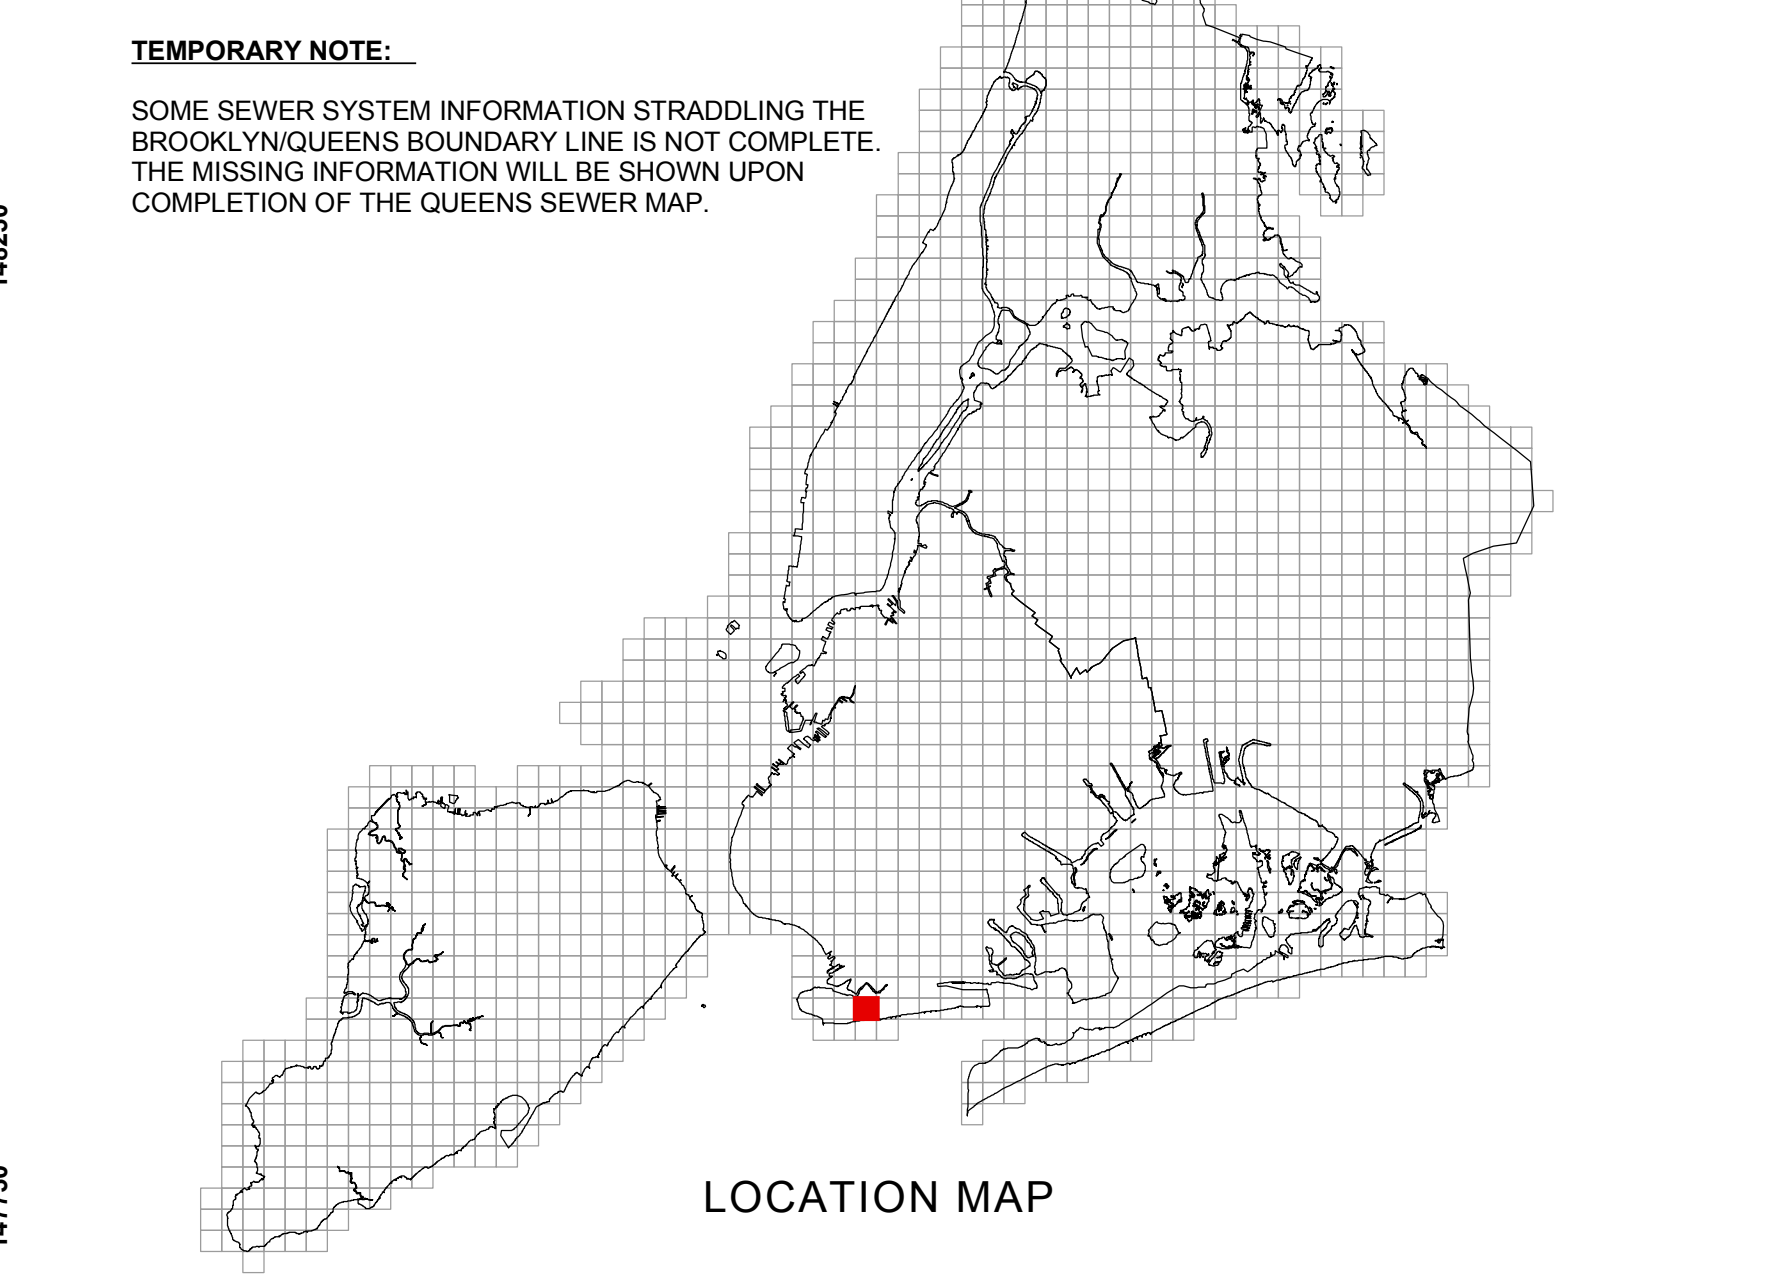 TEMPORARY NOTE:
SOME SEWER SYSTEM INFORMATION STRADDLING THE
BROOKLYN/QUEENS BOUNDARY LINE IS NOT COMPLETE.
THE MISSING INFORMATION WILL BE SHOWN UPON
COMPLETION OF THE QUEENS SEWER MAP.
LOCATION MAP